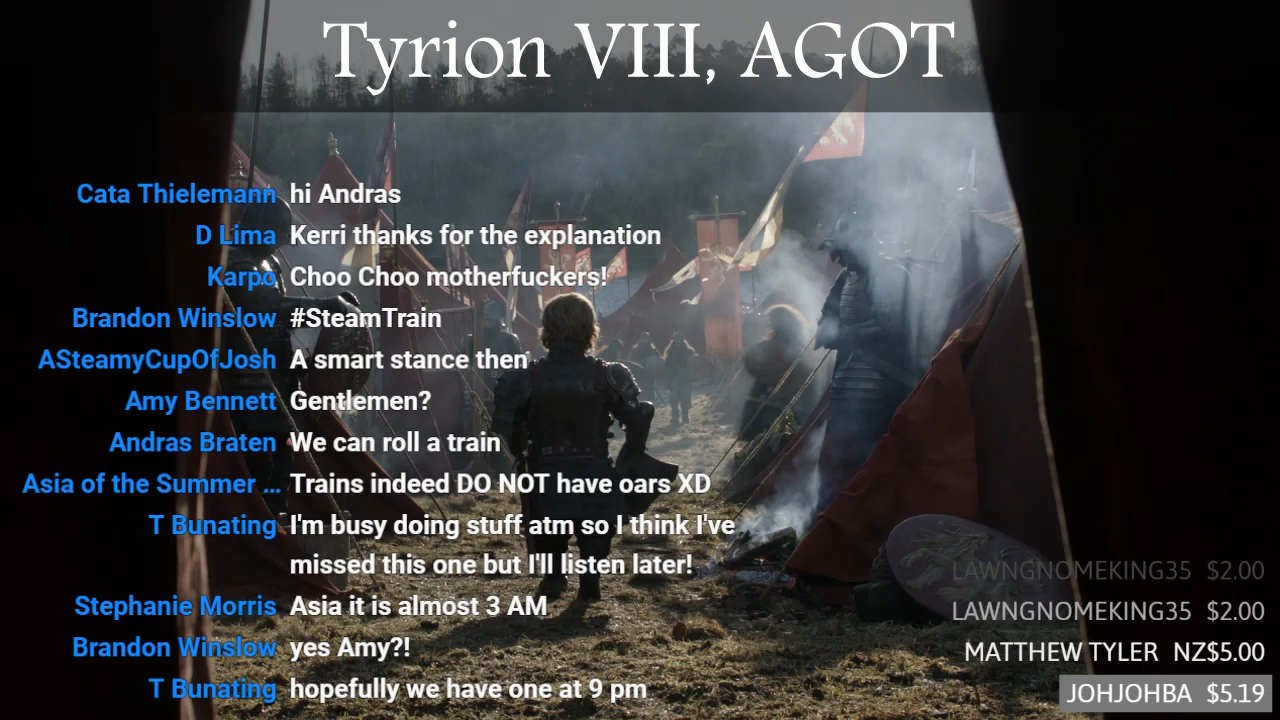 Tyrion VIII, AGOT
Cata Thielemann hi Andras
D Lima Kerri thanks for the explanation
Karpo Choo Choo motherfuckers!
Brandon Winslow #SteamTrain
ASteamyCupOfJosh A smart stance then
Amy Bennett Gentlemen?
Andras Braten We can roll a train
Asia of the Summer ... Trains indeed DO NOT have oars XD
T Bunating I'm busy doing stuff atm so I think I've
missed this one but I'll listen later!
LAWNGNOMEKING35 $2.00
Stephanie Morris Asia it is almost 3 AM
LAWNGNOMEKING35 $2.00
Brandon Winslow yes Amy?!
MATTHEW TYLER NZ$5.00
T Bunating hopefully we have one at 9 pm
JOHJOHBA $5.19